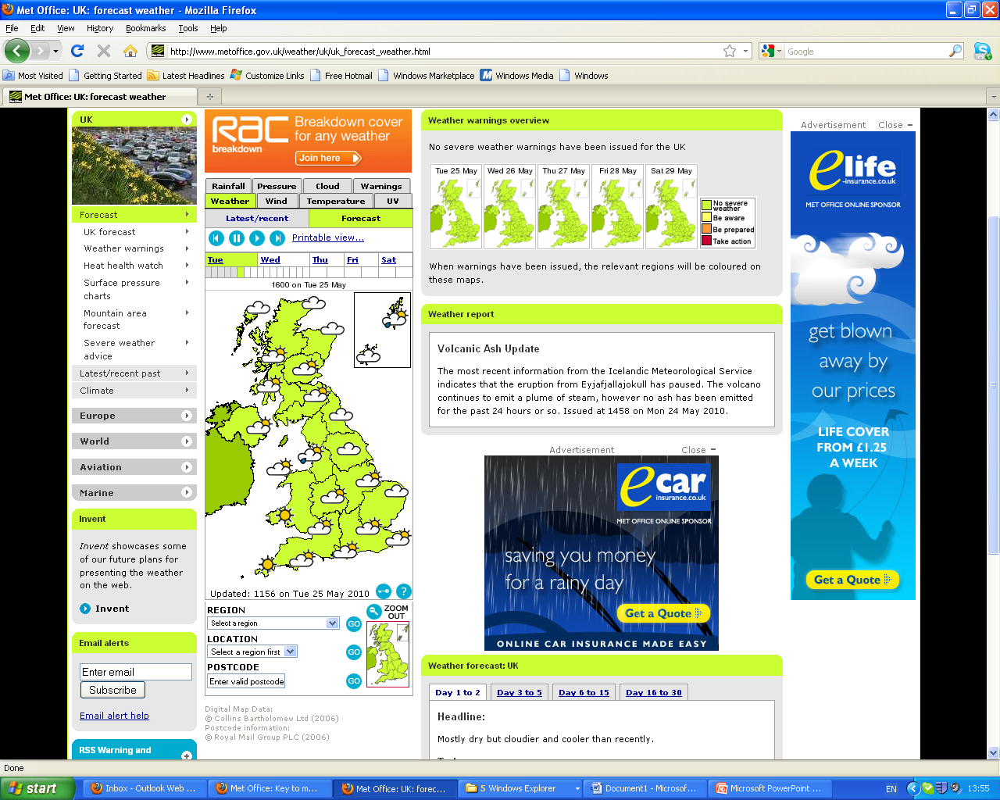 Met Office: UK: forecast weather - Mozilla Firefox
File Edit View History Bookmarks Tools Help
http://www.metoffice.gov.uk/weather/uk/uk_forecast_weather.html
Google
Most Visited Getting Started Latest Headlines Customize Links Free Hotmail Windows Marketplace Windows Media Windows
Met Office: UK: forecast weather
UK
Forecast
UK forecast
Weather warnings
Heat health watch
Surface pressure
charts
Mountain area
forecast
Severe weather
advice
Latest/recent past
Climate
Europe
World
Aviation
Marine
Invent
Invent showcases some
of our future plans for
presenting the weather
on the web.
Invent
Email alerts
Enter email
Subscribe
Email alert help
RSS Warning and
RAC
breakdown
Breakdown cover
for any weather
Join here
Rainfall Pressure Cloud Warnings
Weather Wind Temperature UV
Latest/recent Forecast
Printable view...
Tue Wed Thu Fri Sat
1600 on Tue 25 May
Updated: 1156 on Tue 25 May 2010
?
REGION
Select a region
GO
LOCATION
Select a region first
GO
POSTCODE
Enter valid postcode
GO
ZOOM
OUT
Digital Map Data:
© Collins Bartholomew Ltd (2006)
Postcode information:
© Royal Mail Group PLC (2006)
Weather warnings overview
No severe weather warnings have been issued for the UK
Tue 25 May Wed 26 May Thu 27 May Fri 28 May Sat 29 May
No severe
weather
Be aware
Be prepared
Take action
When warnings have been issued, the relevant regions will be coloured on
these maps.
Weather report
Volcanic Ash Update
The most recent information from the Icelandic Meteorological Service
indicates that the eruption from Eyjafjallajokull has paused. The volcano
continues to emit a plume of steam, however no ash has been emitted
for the past 24 hours or so. Issued at 1458 on Mon 24 May 2010.
Advertisement Close
ecar
insurance.co.uk
MET OFFICE ONLINE SPONSOR
saving you money
for a rainy day
Get a Quote
ONLINE CAR INSURANCE MADE EASY
Weather forecast: UK
Day 1 to 2 Day 3 to 5 Day 6 to 15 Day 16 to 30
Headline:
Mostly dry but cloudier and cooler than recently.
Advertisement Close
elife
-insurance.co.uk
MET OFFICE ONLINE SPONSOR
get blown
away by
our prices
LIFE COVER
FROM £1.25
A WEEK
Get a Quote
Done
start
Inbox - Outlook Web ...
Met Office: Key to m...
Met Office: UK: forec...
5 Windows Explorer
Document1 - Microsof...
Microsoft PowerPoint ...
EN
13:55